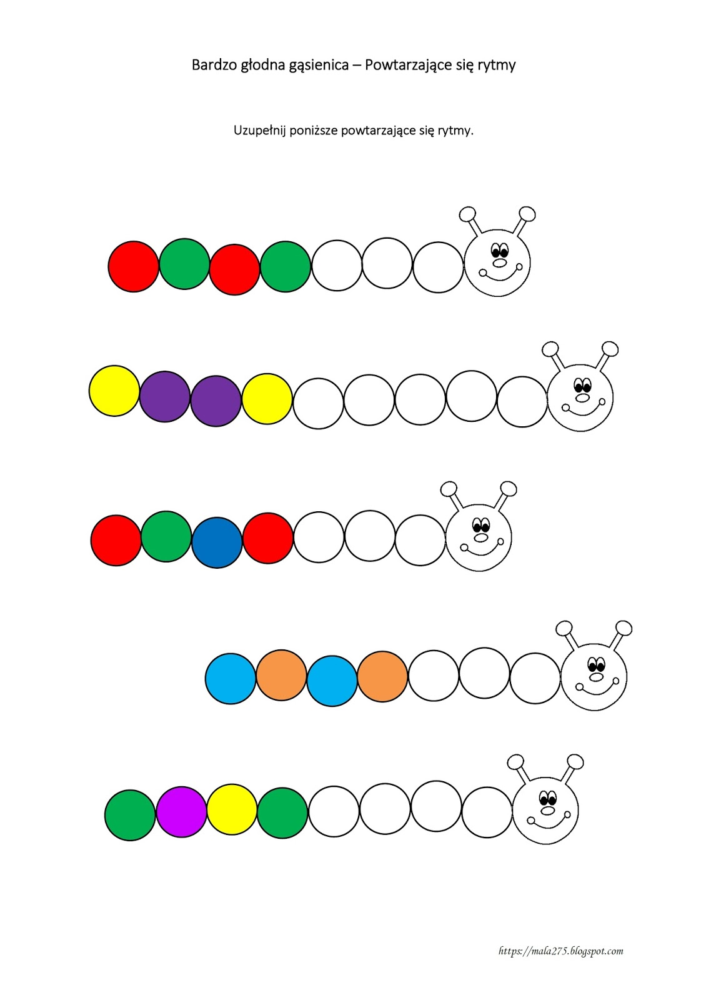 Bardzo głodna gąsienica – Powtarzające się rytmy
Uzupełnij poniższe powtarzające się rytmy.
https://mala275.blogspot.com